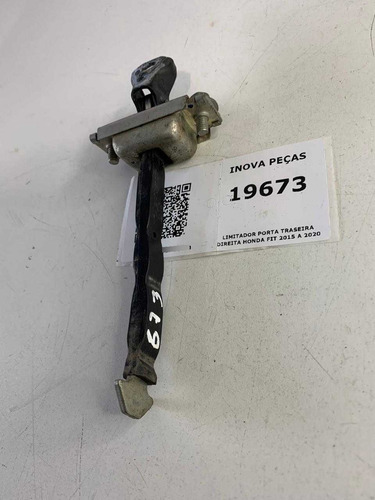 INOVA PEÇAS
19673
LIMITADOR PORTA TRASEIRA
DIREITA HONDA FIT 2015 A 2020